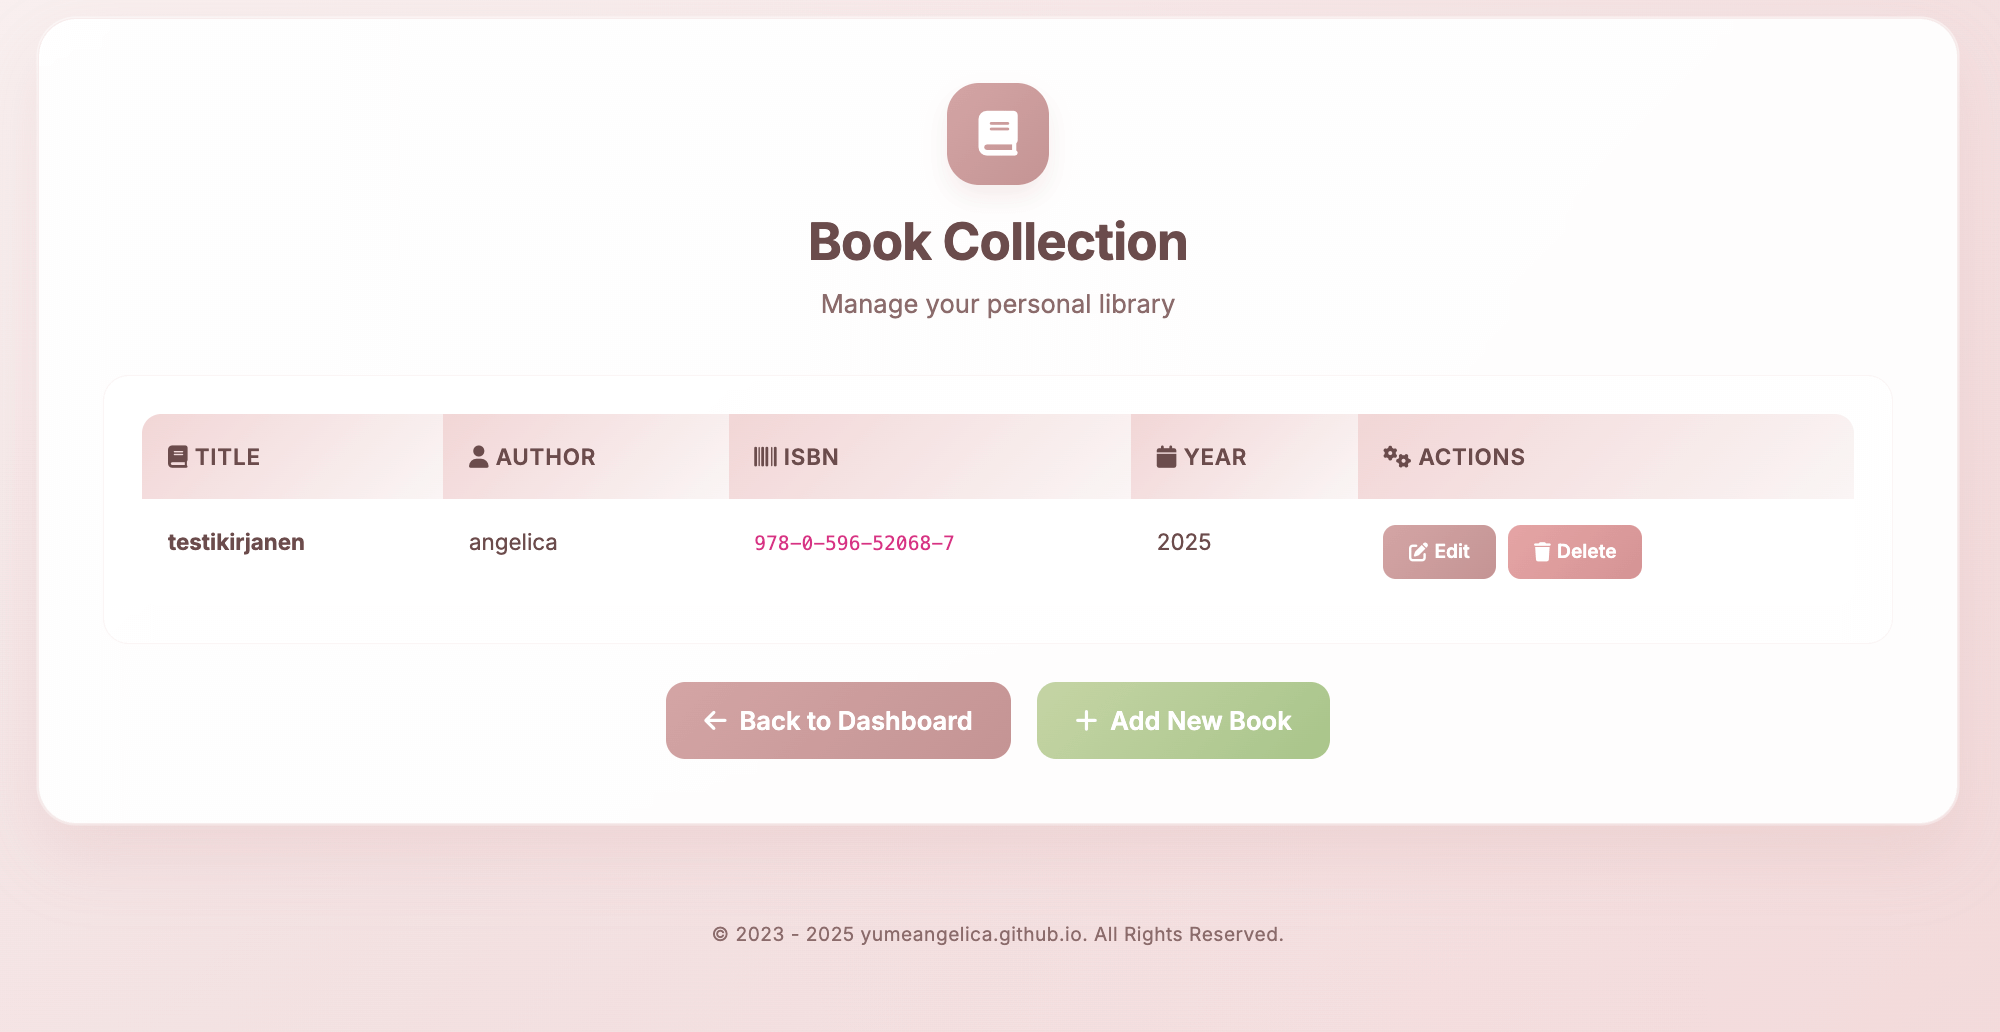 Book Collection
Manage your personal library
TITLE AUTHOR ISBN YEAR ACTIONS
testikirjanen angelica 978-0-596-52068-7 2025 Edit Delete
Back to Dashboard Add New Book
© 2023 - 2025 yumeangelica.github.io. All Rights Reserved.